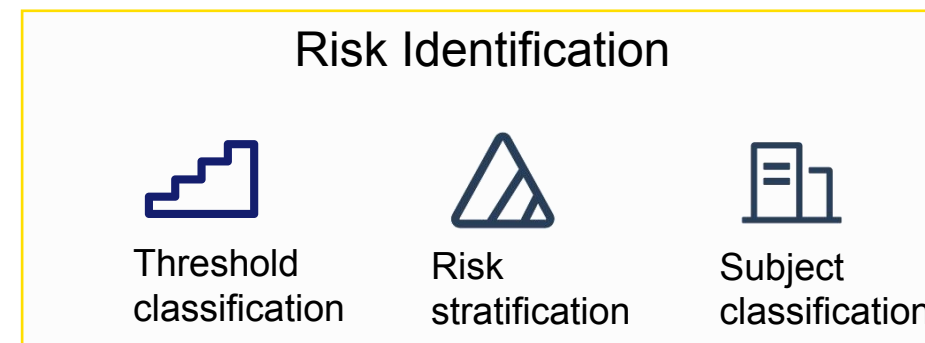 Risk Identification
Threshold
classification
Risk
stratification
Subject
classification